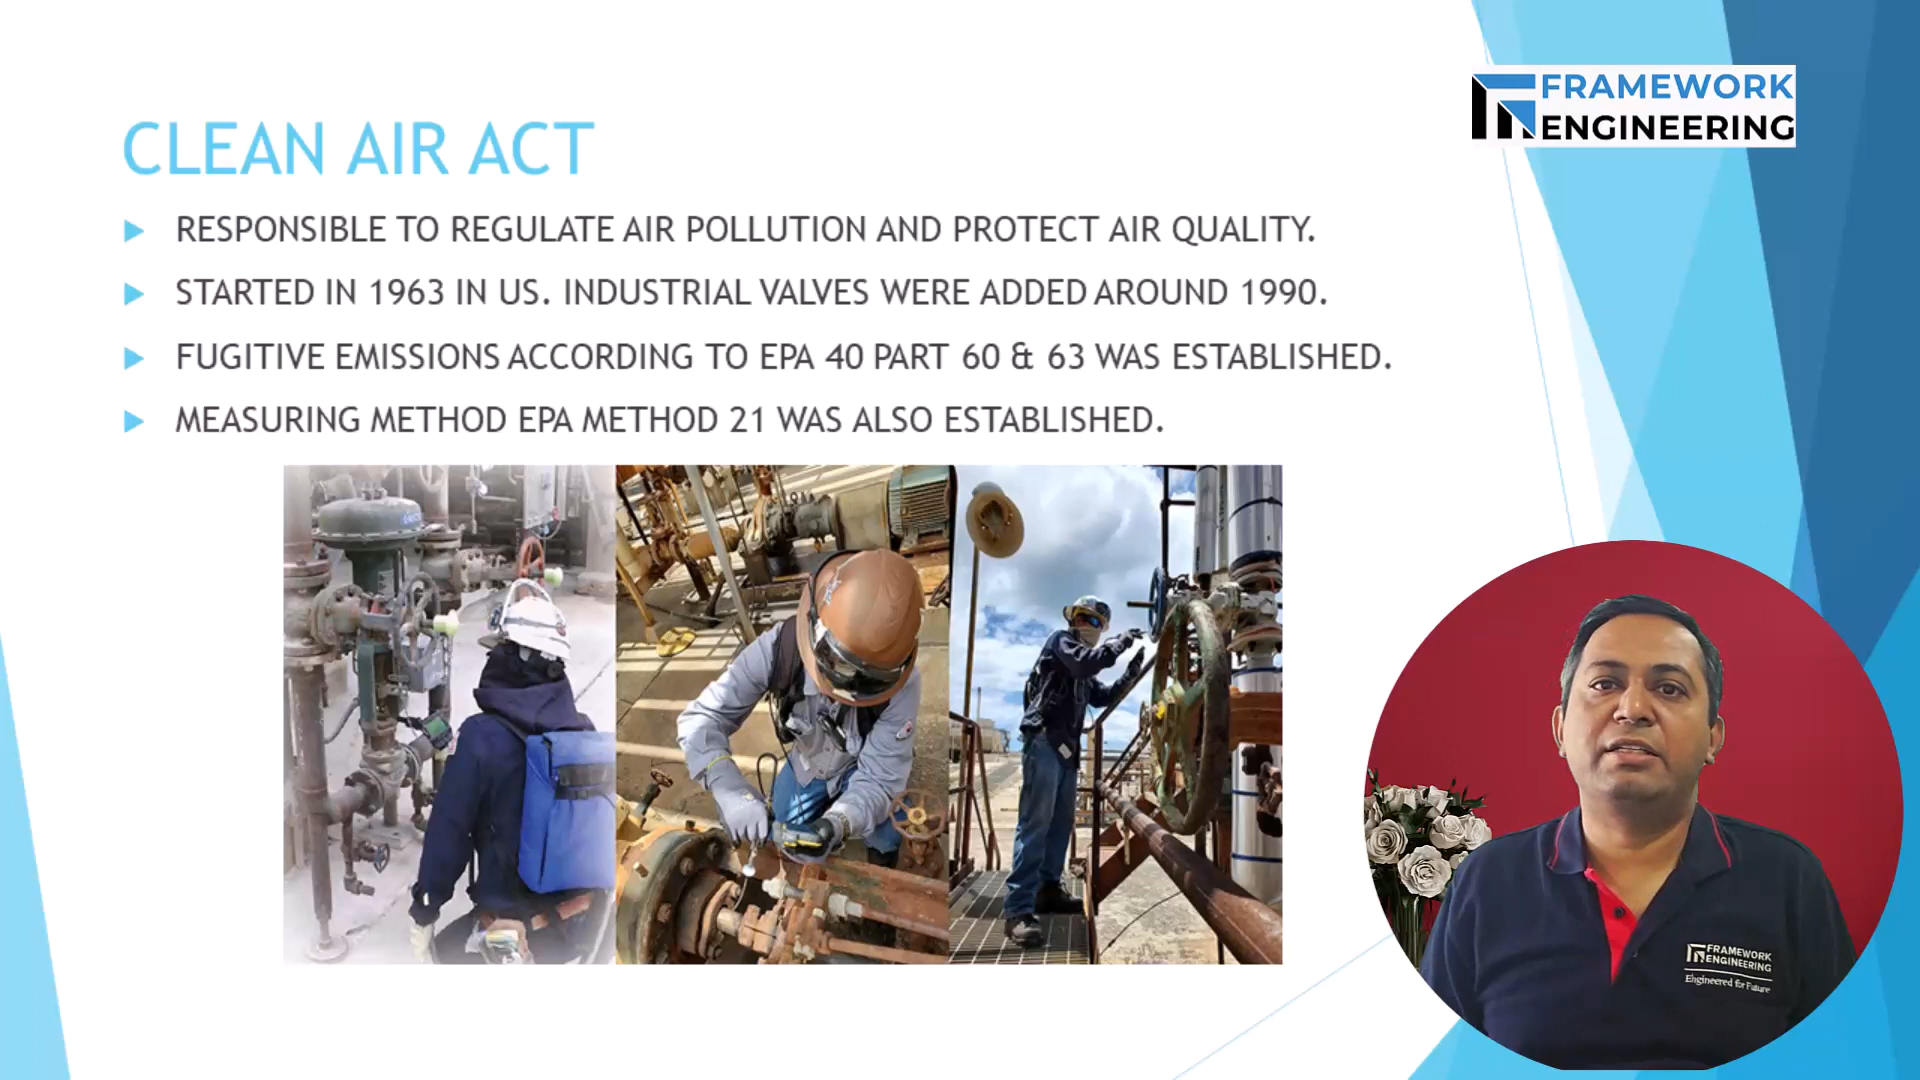 FRAMEWORK
ENGINEERING
CLEAN AIR ACT
RESPONSIBLE TO REGULATE AIR POLLUTION AND PROTECT AIR QUALITY.
STARTED IN 1963 IN US. INDUSTRIAL VALVES WERE ADDED AROUND 1990.
FUGITIVE EMISSIONS ACCORDING TO EPA 40 PART 60 & 63 WAS ESTABLISHED.
MEASURING METHOD EPA METHOD 21 WAS ALSO ESTABLISHED.
FRAMEWORK
ENGINEERING
Engineered for Future